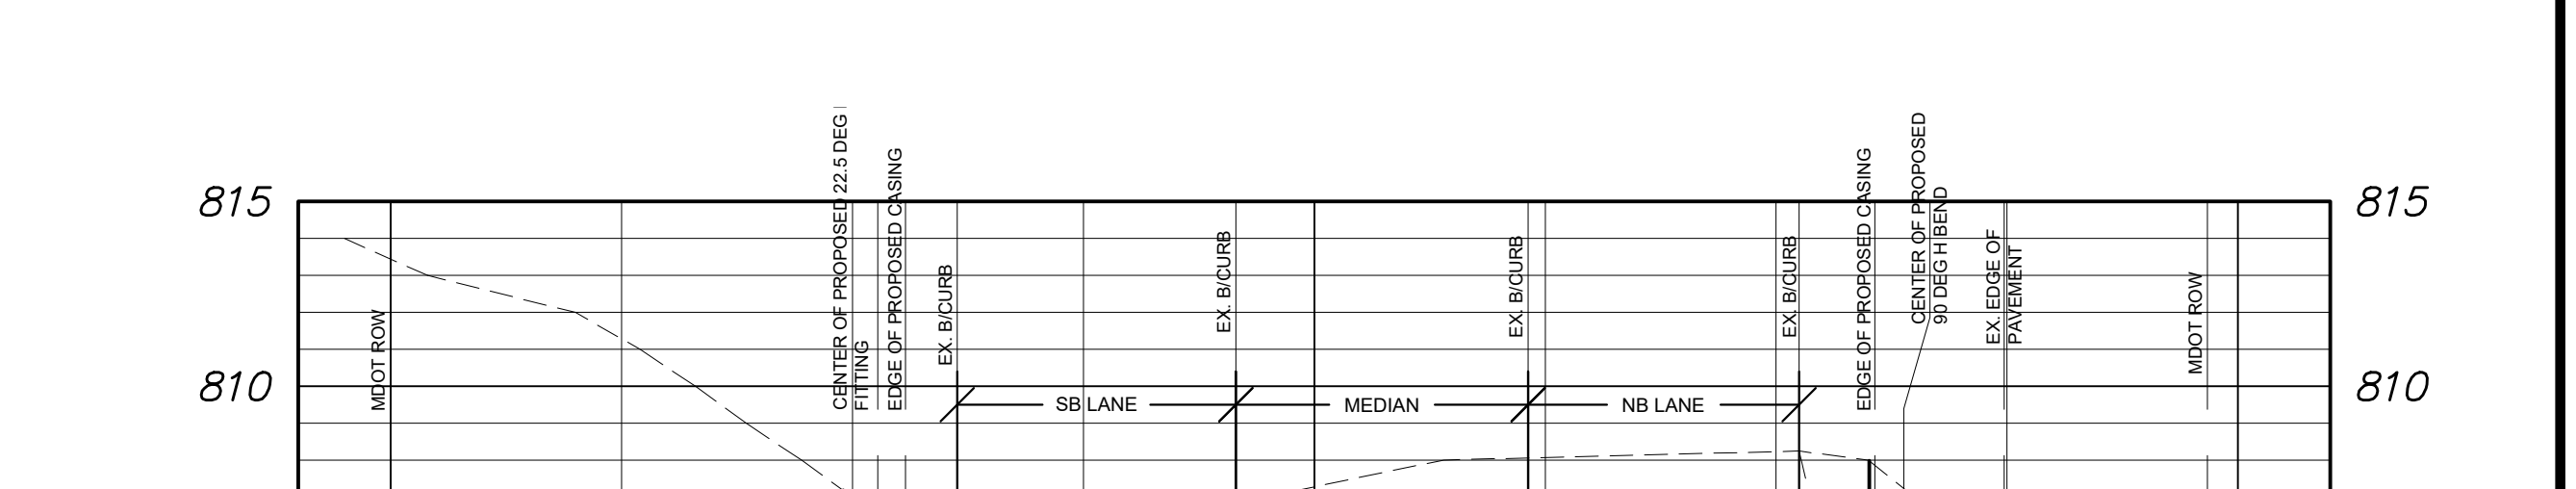 815
815
810
810
MDOT ROW
CENTER OF PROPOSED 22.5 DEG
FITTING
EDGE OF PROPOSED CASING
EX. B/CURB
EX. B/CURB
EX. B/CURB
EX. B/CURB
EDGE OF PROPOSED CASING
CENTER OF PROPOSED
90 DEG H BEND
EX. EDGE OF
PAVEMENT
MDOT ROW
SB LANE
MEDIAN
NB LANE